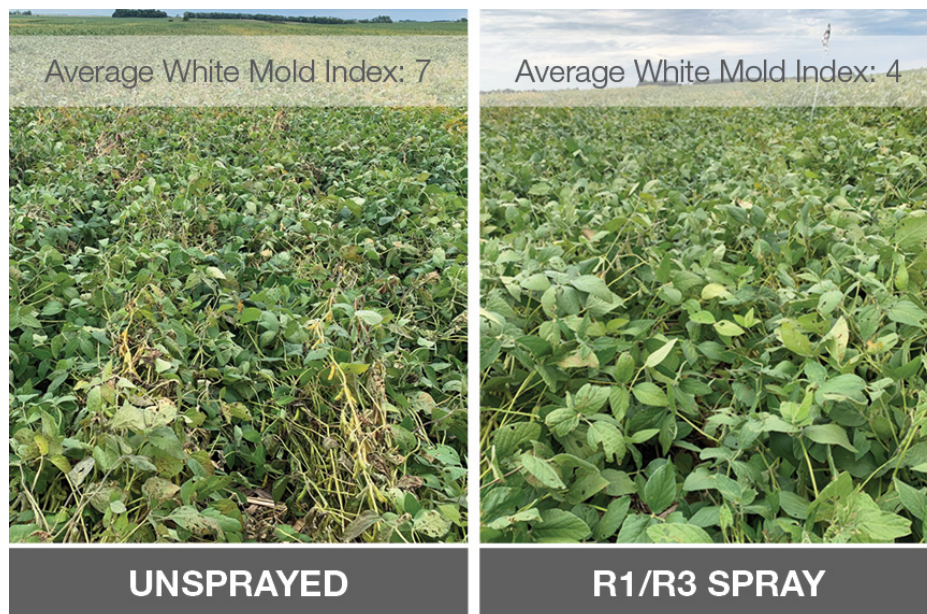 Average White Mold Index: 7
Average White Mold Index: 4
UNSPRAYED
R1/R3 SPRAY